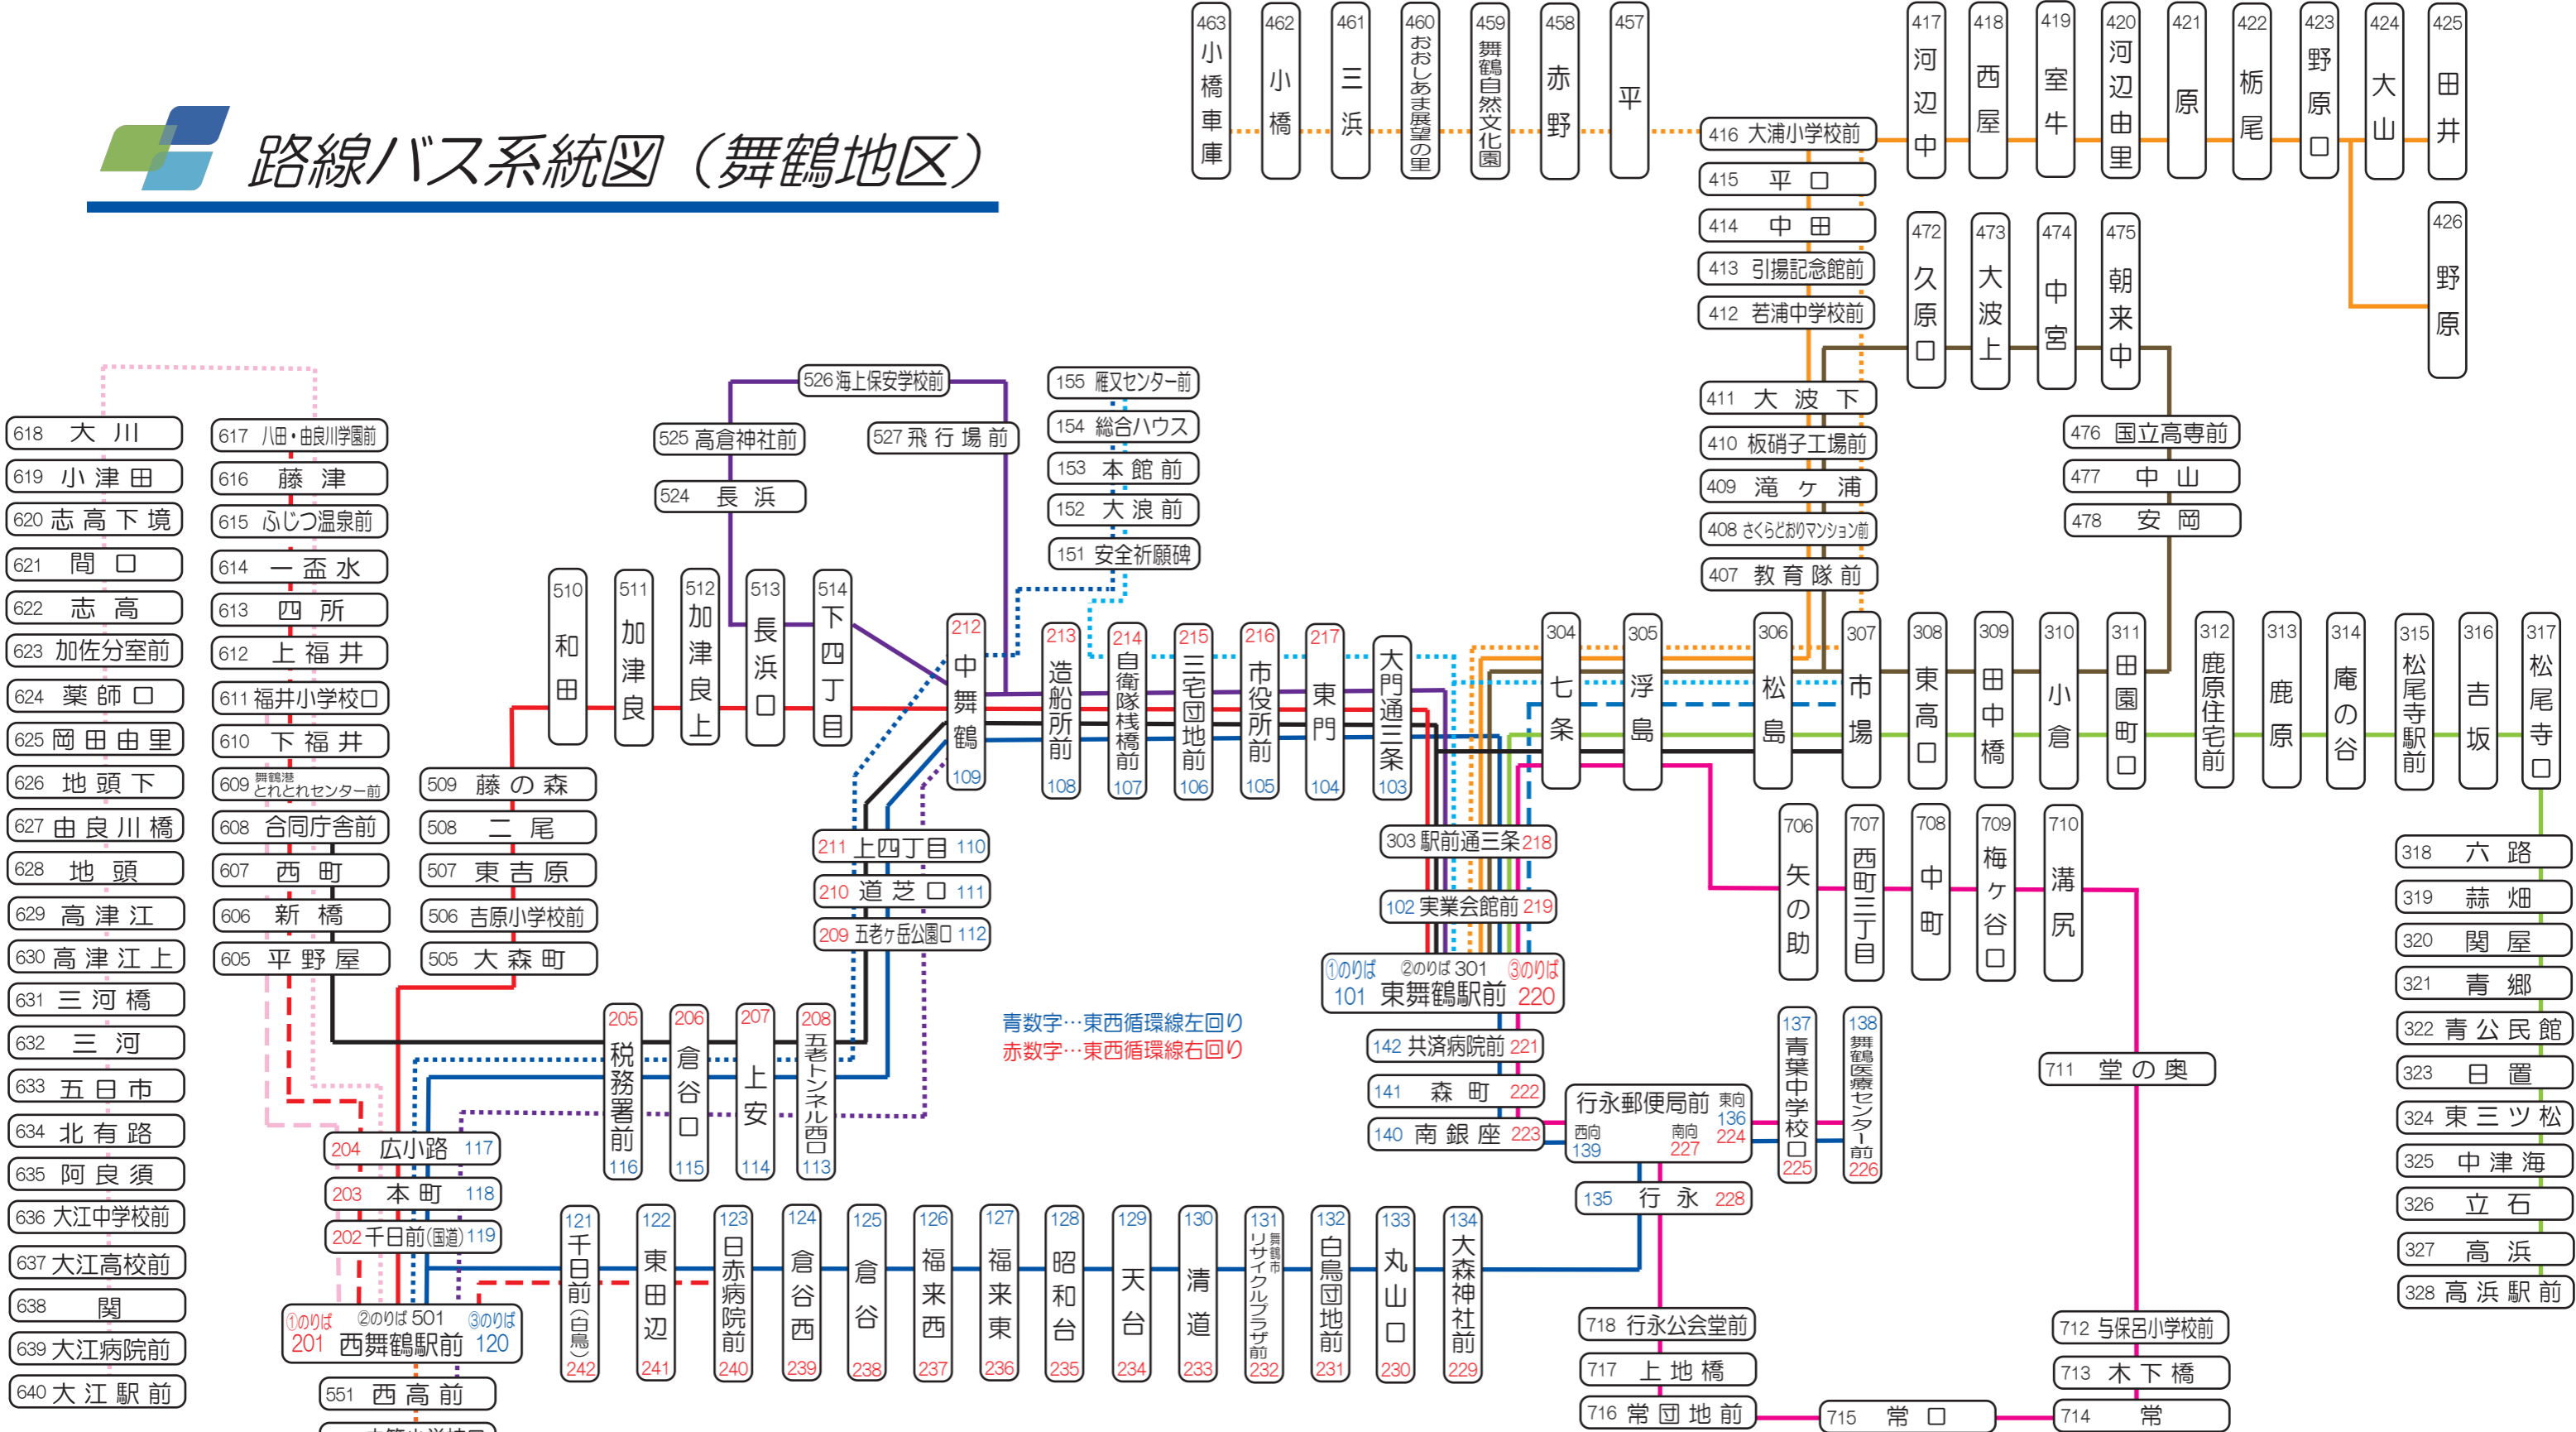 路線バス系統図（舞鶴地区）
463 小橋車庫
462 小橋
461 三浜
460 おおしあま展望の里
459 舞鶴自然文化園
458 赤野
457 平
416 大浦小学校前
415 平口
414 中田
413 引揚記念館前
412 若浦中学校前
411 大波下
410 板硝子工場前
409 滝ヶ浦
408 さくらどおりマンション前
407 教育隊前
417 河辺中
418 西屋
419 室牛
420 河辺由里
421 原
422 栃尾
423 野原口
424 大山
425 田井
426 野原
472 久原口
473 大波上
474 中宮
475 朝来中
476 国立高専前
477 中山
478 安岡
618 大川
619 小津田
620 志高下境
621 間口
622 志高
623 加佐分室前
624 薬師口
625 岡田由里
626 地頭下
627 由良川橋
628 地頭
629 高津江
630 高津江上
631 三河橋
632 三河
633 五日市
634 北有路
635 阿良須
636 大江中学校前
637 大江高校前
638 関
639 大江病院前
640 大江駅前
617 八田・由良川学園前
616 藤津
615 ふじつ温泉前
614 一盃水
613 四所
612 上福井
611 福井小学校口
610 下福井
609 舞鶴港とれとれセンター前
608 合同庁舎前
607 西町
606 新橋
605 平野屋
509 藤の森
508 二尾
507 東吉原
506 吉原小学校前
505 大森町
510 和田
511 加津良
512 加津良上
513 長浜口
514 下四丁目
524 長浜
525 高倉神社前
526 海上保安学校前
527 飛行場前
155 雁又センター前
154 総合ハウス
153 本館前
152 大浪前
151 安全祈願碑
212 中舞鶴 109
213 造船所前 108
214 自衛隊桟橋前 107
215 三宅団地前 106
216 市役所前 105
217 東門 104
大門通三条 103
304 七条
305 浮島
306 松島
307 市場
308 東高口
309 田中橋
310 小倉
311 田園町口
312 鹿原住宅前
313 鹿原
314 庵の谷
315 松尾寺駅前
316 吉坂
317 松尾寺口
318 六路
319 蒜畑
320 関屋
321 青郷
322 青公民館
323 日置
324 東三ツ松
325 中津海
326 立石
327 高浜
328 高浜駅前
211 上四丁目 110
210 道芝口 111
209 五老ヶ岳公園口 112
303 駅前通三条 218
102 実業会館前 219
①のりば ②のりば 301 ③のりば
101 東舞鶴駅前 220
142 共済病院前 221
141 森町 222
140 南銀座 223
706 矢の助
707 西町三丁目
708 中町
709 梅ヶ谷口
710 溝尻
711 堂の奥
712 与保呂小学校前
713 木下橋
714 常
715 常口
716 常団地前
717 上地橋
718 行永公会堂前
青数字…東西循環線左回り
赤数字…東西循環線右回り
205 税務署前 116
206 倉谷口 115
207 上安 114
208 五老トンネル西口 113
行永郵便局前 東向 136 224
西向 139 南向 227
137 青葉中学校口 225
138 舞鶴医療センター前 226
135 行永 228
204 広小路 117
203 本町 118
202 千日前(国道) 119
①のりば ②のりば 501 ③のりば
201 西舞鶴駅前 120
551 西高前
121 千日前（白鳥） 242
122 東田辺 241
123 日赤病院前 240
124 倉谷西 239
125 倉谷 238
126 福来西 237
127 福来東 236
128 昭和台 235
129 天台 234
130 清道 233
131 舞鶴市リサイクルプラザ前 232
132 白鳥団地前 231
133 丸山口 230
134 大森神社前 229